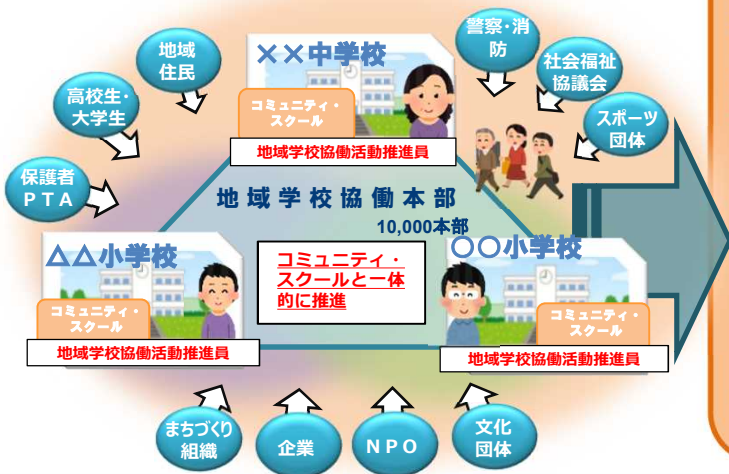 地域
住民
××中学校
警察・消
防
社会福祉
協議会
高校生・
大学生
コミュニティ・
スクール
スポーツ
団体
地域学校協働活動推進員
保護者
PTA
地域学校協働本部
10,000本部
△△小学校
コミュニティ・
スクールと一体
的に推進
〇〇小学校
コミュニティ・
スクール
コミュニティ・
スクール
地域学校協働活動推進員
地域学校協働活動推進員
まちづくり
組織
企業
NPO
文化
団体